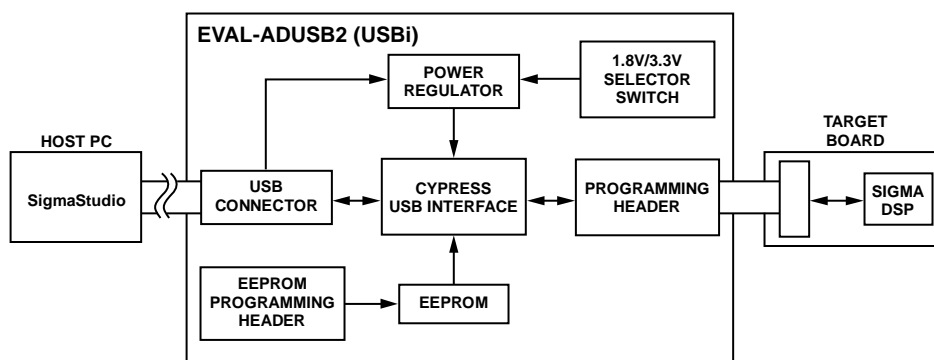 EVAL-ADUSB2 (USBi)
POWER
REGULATOR
1.8V/3.3V
SELECTOR
SWITCH
HOST PC
SigmaStudio
USB
CONNECTOR
CYPRESS
USB INTERFACE
PROGRAMMING
HEADER
TARGET
BOARD
SIGMA
DSP
EEPROM
PROGRAMMING
HEADER
EEPROM